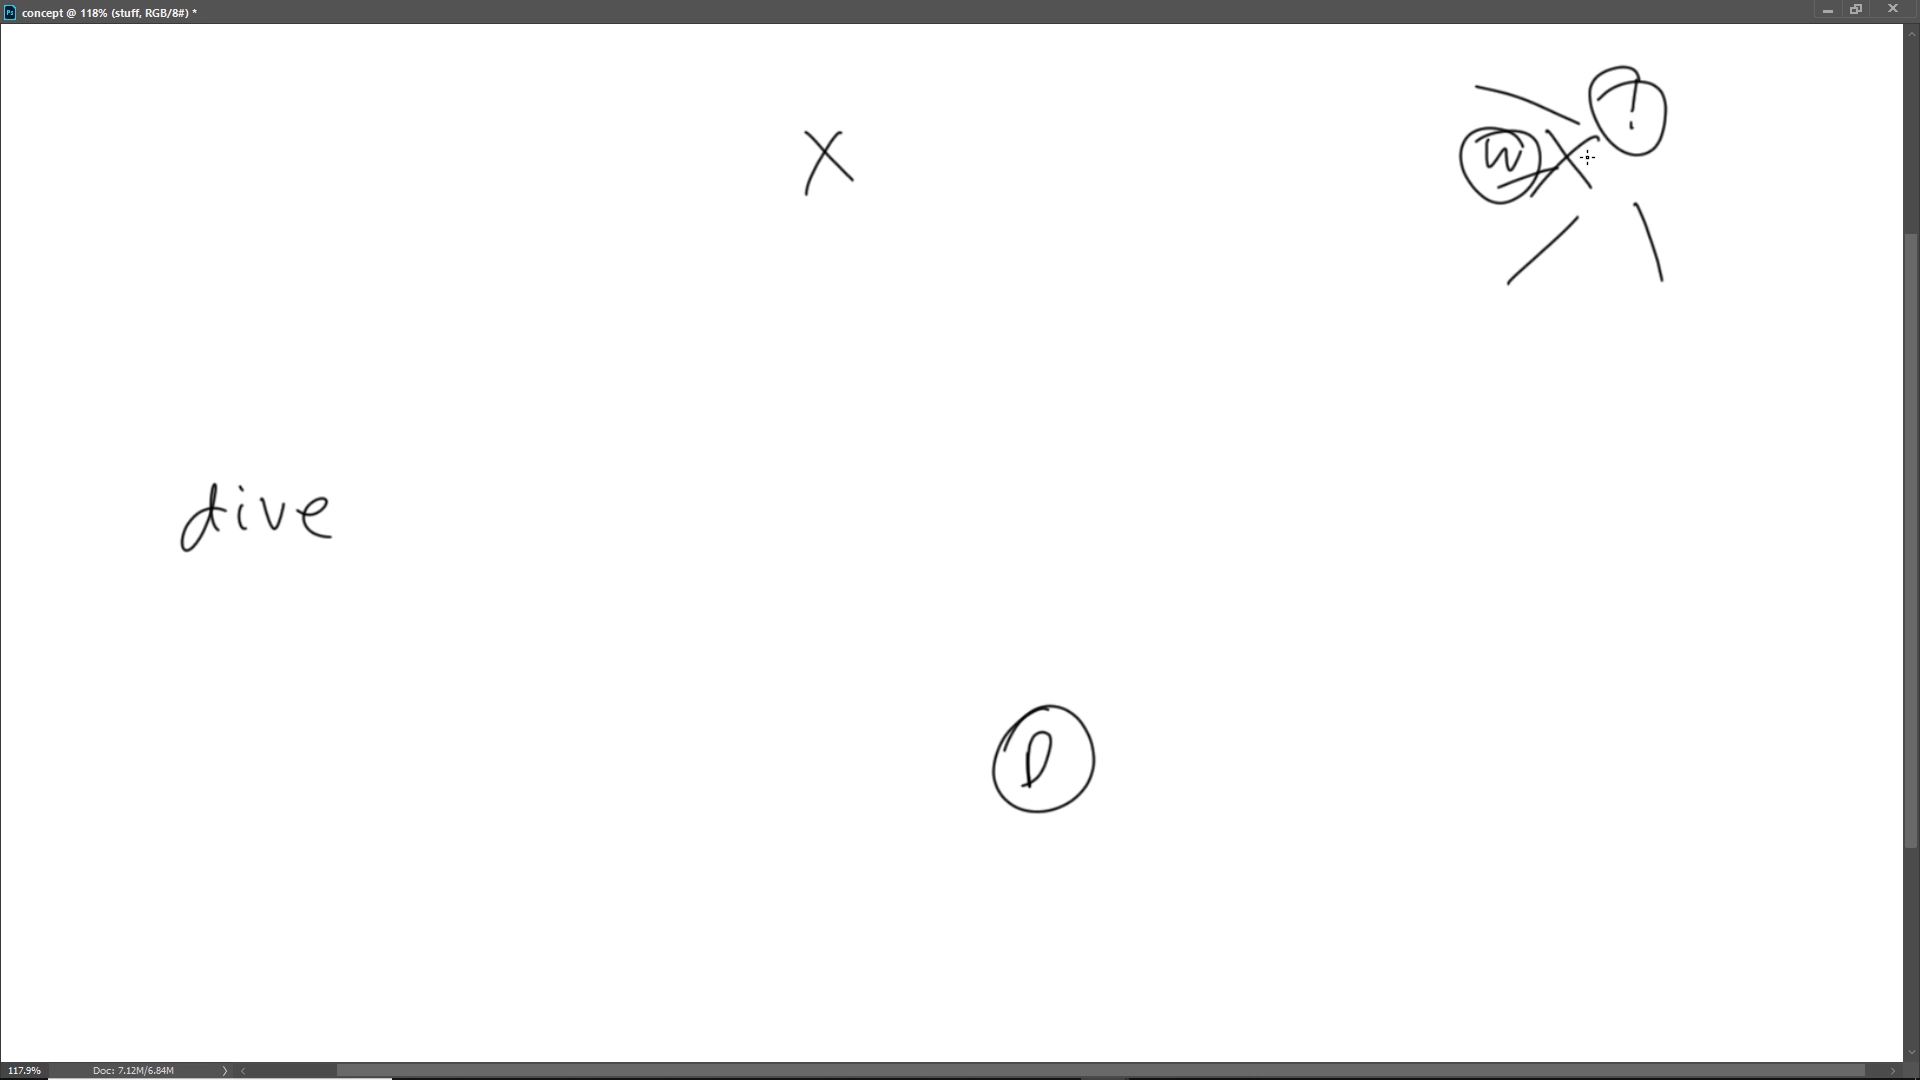 concept @ 118% (stuff, RGB/8#) *
X
!
W X
dive
D
117.9% Doc: 7.12M/6.84M